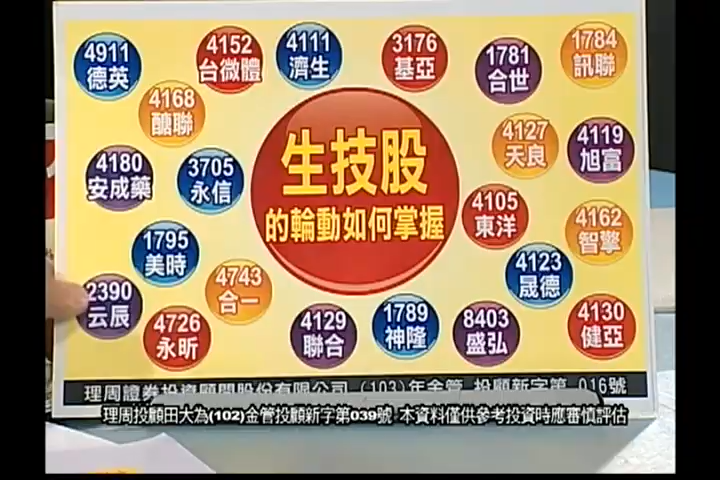 4911
德英
4152
台微體
4111
濟生
3176
基亞
1781
合世
1784
訊聯
4168
醣聯
4127
天良
4119
旭富
生技股
的輪動如何掌握
4180
安成藥
3705
永信
4105
東洋
4162
智擎
1795
美時
4123
晟德
2390
云辰
4743
合一
4726
永昕
4129
聯合
1789
神隆
8403
盛弘
4130
健亞
理周證券投資顧問股份有限公司 (103)年金管 投顧新字第 016號
理周投顧田大為(102)金管投顧新字第039號 本資料僅供參考投資時應審慎評估